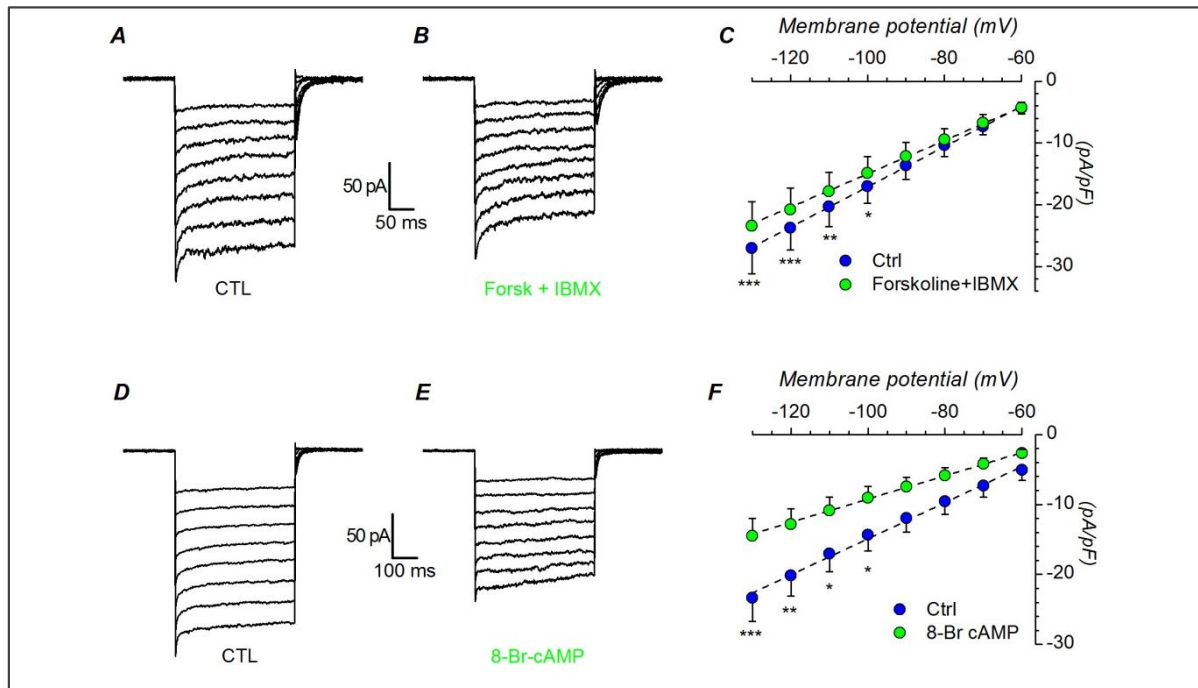 A
B
C
Membrane potential (mV)
-120
-100
-80
-60
0
-10
-20
-30
(pA/pF)
50 pA
50 ms
CTL
Forsk + IBMX
*
**
***
***
Ctrl
Forskoline+IBMX
D
E
F
Membrane potential (mV)
-120
-100
-80
-60
0
-10
-20
-30
(pA/pF)
50 pA
100 ms
CTL
8-Br-cAMP
*
*
**
***
Ctrl
8-Br cAMP